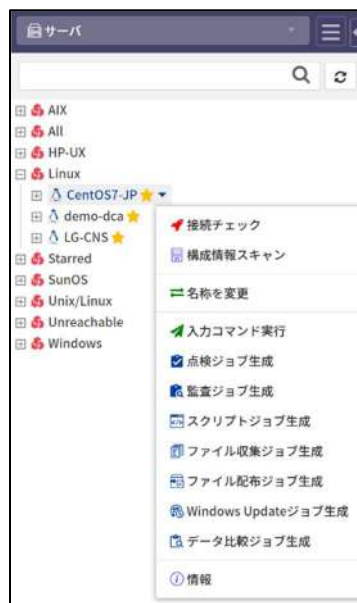 サーバ
AIX
All
HP-UX
Linux
CentOS7-JP
demo-dca
LG-CNS
Starred
SunOS
Unix/Linux
Unreachable
Windows
接続チェック
構成情報スキャン
名称を変更
入力コマンド実行
点検ジョブ生成
監査ジョブ生成
スクリプトジョブ生成
ファイル収集ジョブ生成
ファイル配布ジョブ生成
Windows Updateジョブ生成
データ比較ジョブ生成
情報